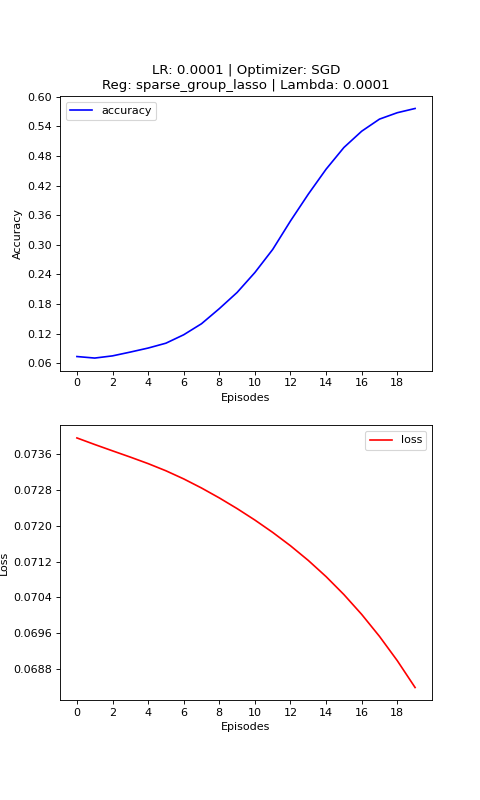 LR: 0.0001 | Optimizer: SGD
Reg: sparse_group_lasso | Lambda: 0.0001
0.60
0.54
0.48
0.42
0.36
0.30
0.24
0.18
0.12
0.06
Accuracy
accuracy
0 2 4 6 8 10 12 14 16 18
Episodes
0.0736
0.0728
0.0720
0.0712
0.0704
0.0696
0.0688
Loss
loss
0 2 4 6 8 10 12 14 16 18
Episodes